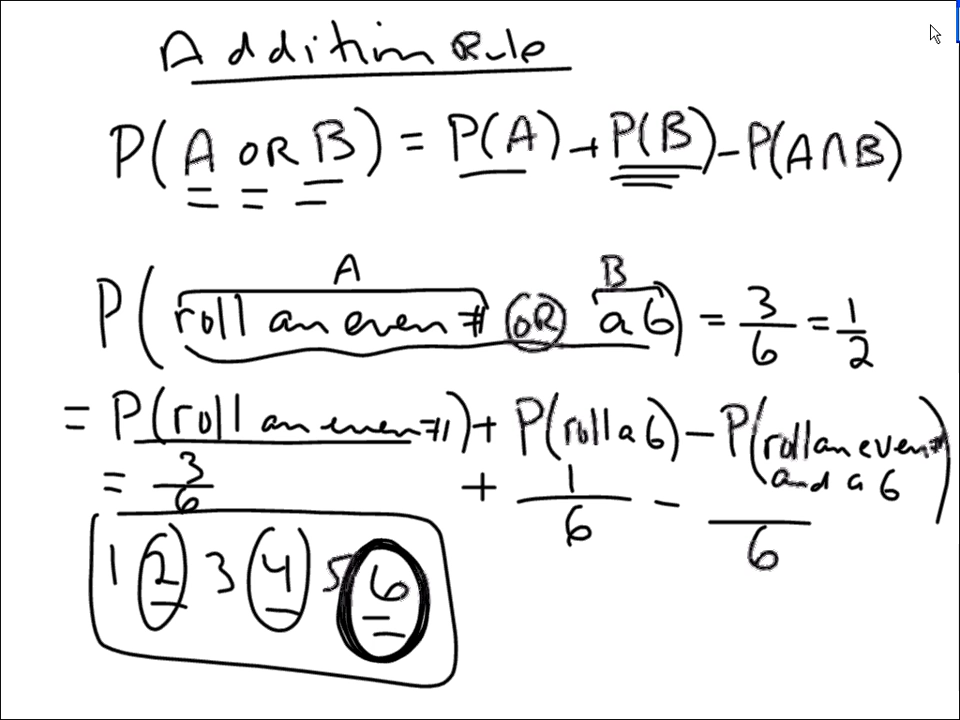 Addition Rule
P(A OR B) = P(A) + P(B) - P(A∩B)
A B
P(roll an even # OR a 6) = 3/6 = 1/2
= P(roll an even #) + P(roll a 6) - P(roll an even # and a 6)
= 3/6 + 1/6 - /6
1 2 3 4 5 6